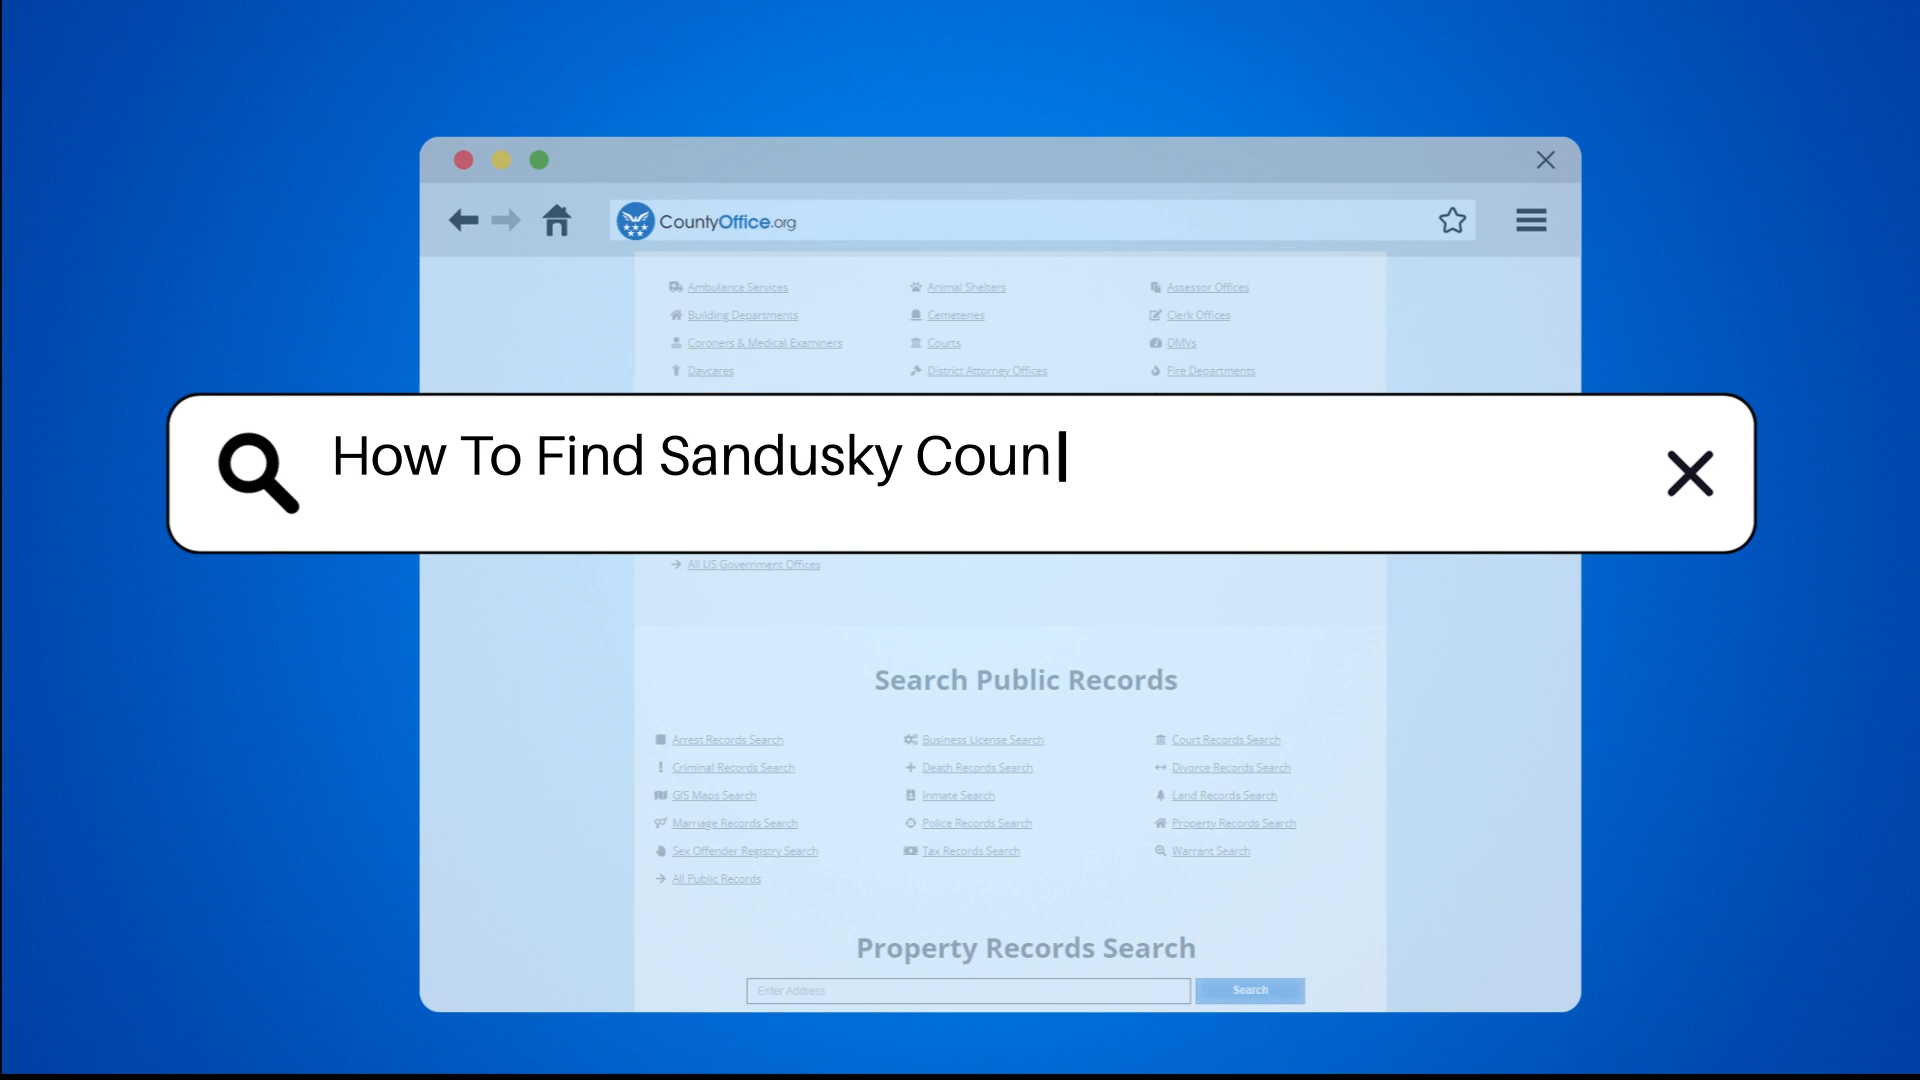 CountyOffice.org
Ambulance Services Animal Shelters Assessor Offices
Building Departments Cemeteries Clerk Offices
Coroners & Medical Examiners Courts DMVs
Daycares District Attorney Offices Fire Departments
How To Find Sandusky Coun
All US Government Offices
Search Public Records
Arrest Records Search Business License Search Court Records Search
Criminal Records Search Death Records Search Divorce Records Search
GIS Maps Search Inmate Search Land Records Search
Marriage Records Search Police Records Search Property Records Search
Sex Offender Registry Search Tax Records Search Warrant Search
All Public Records
Property Records Search
Enter Address Search